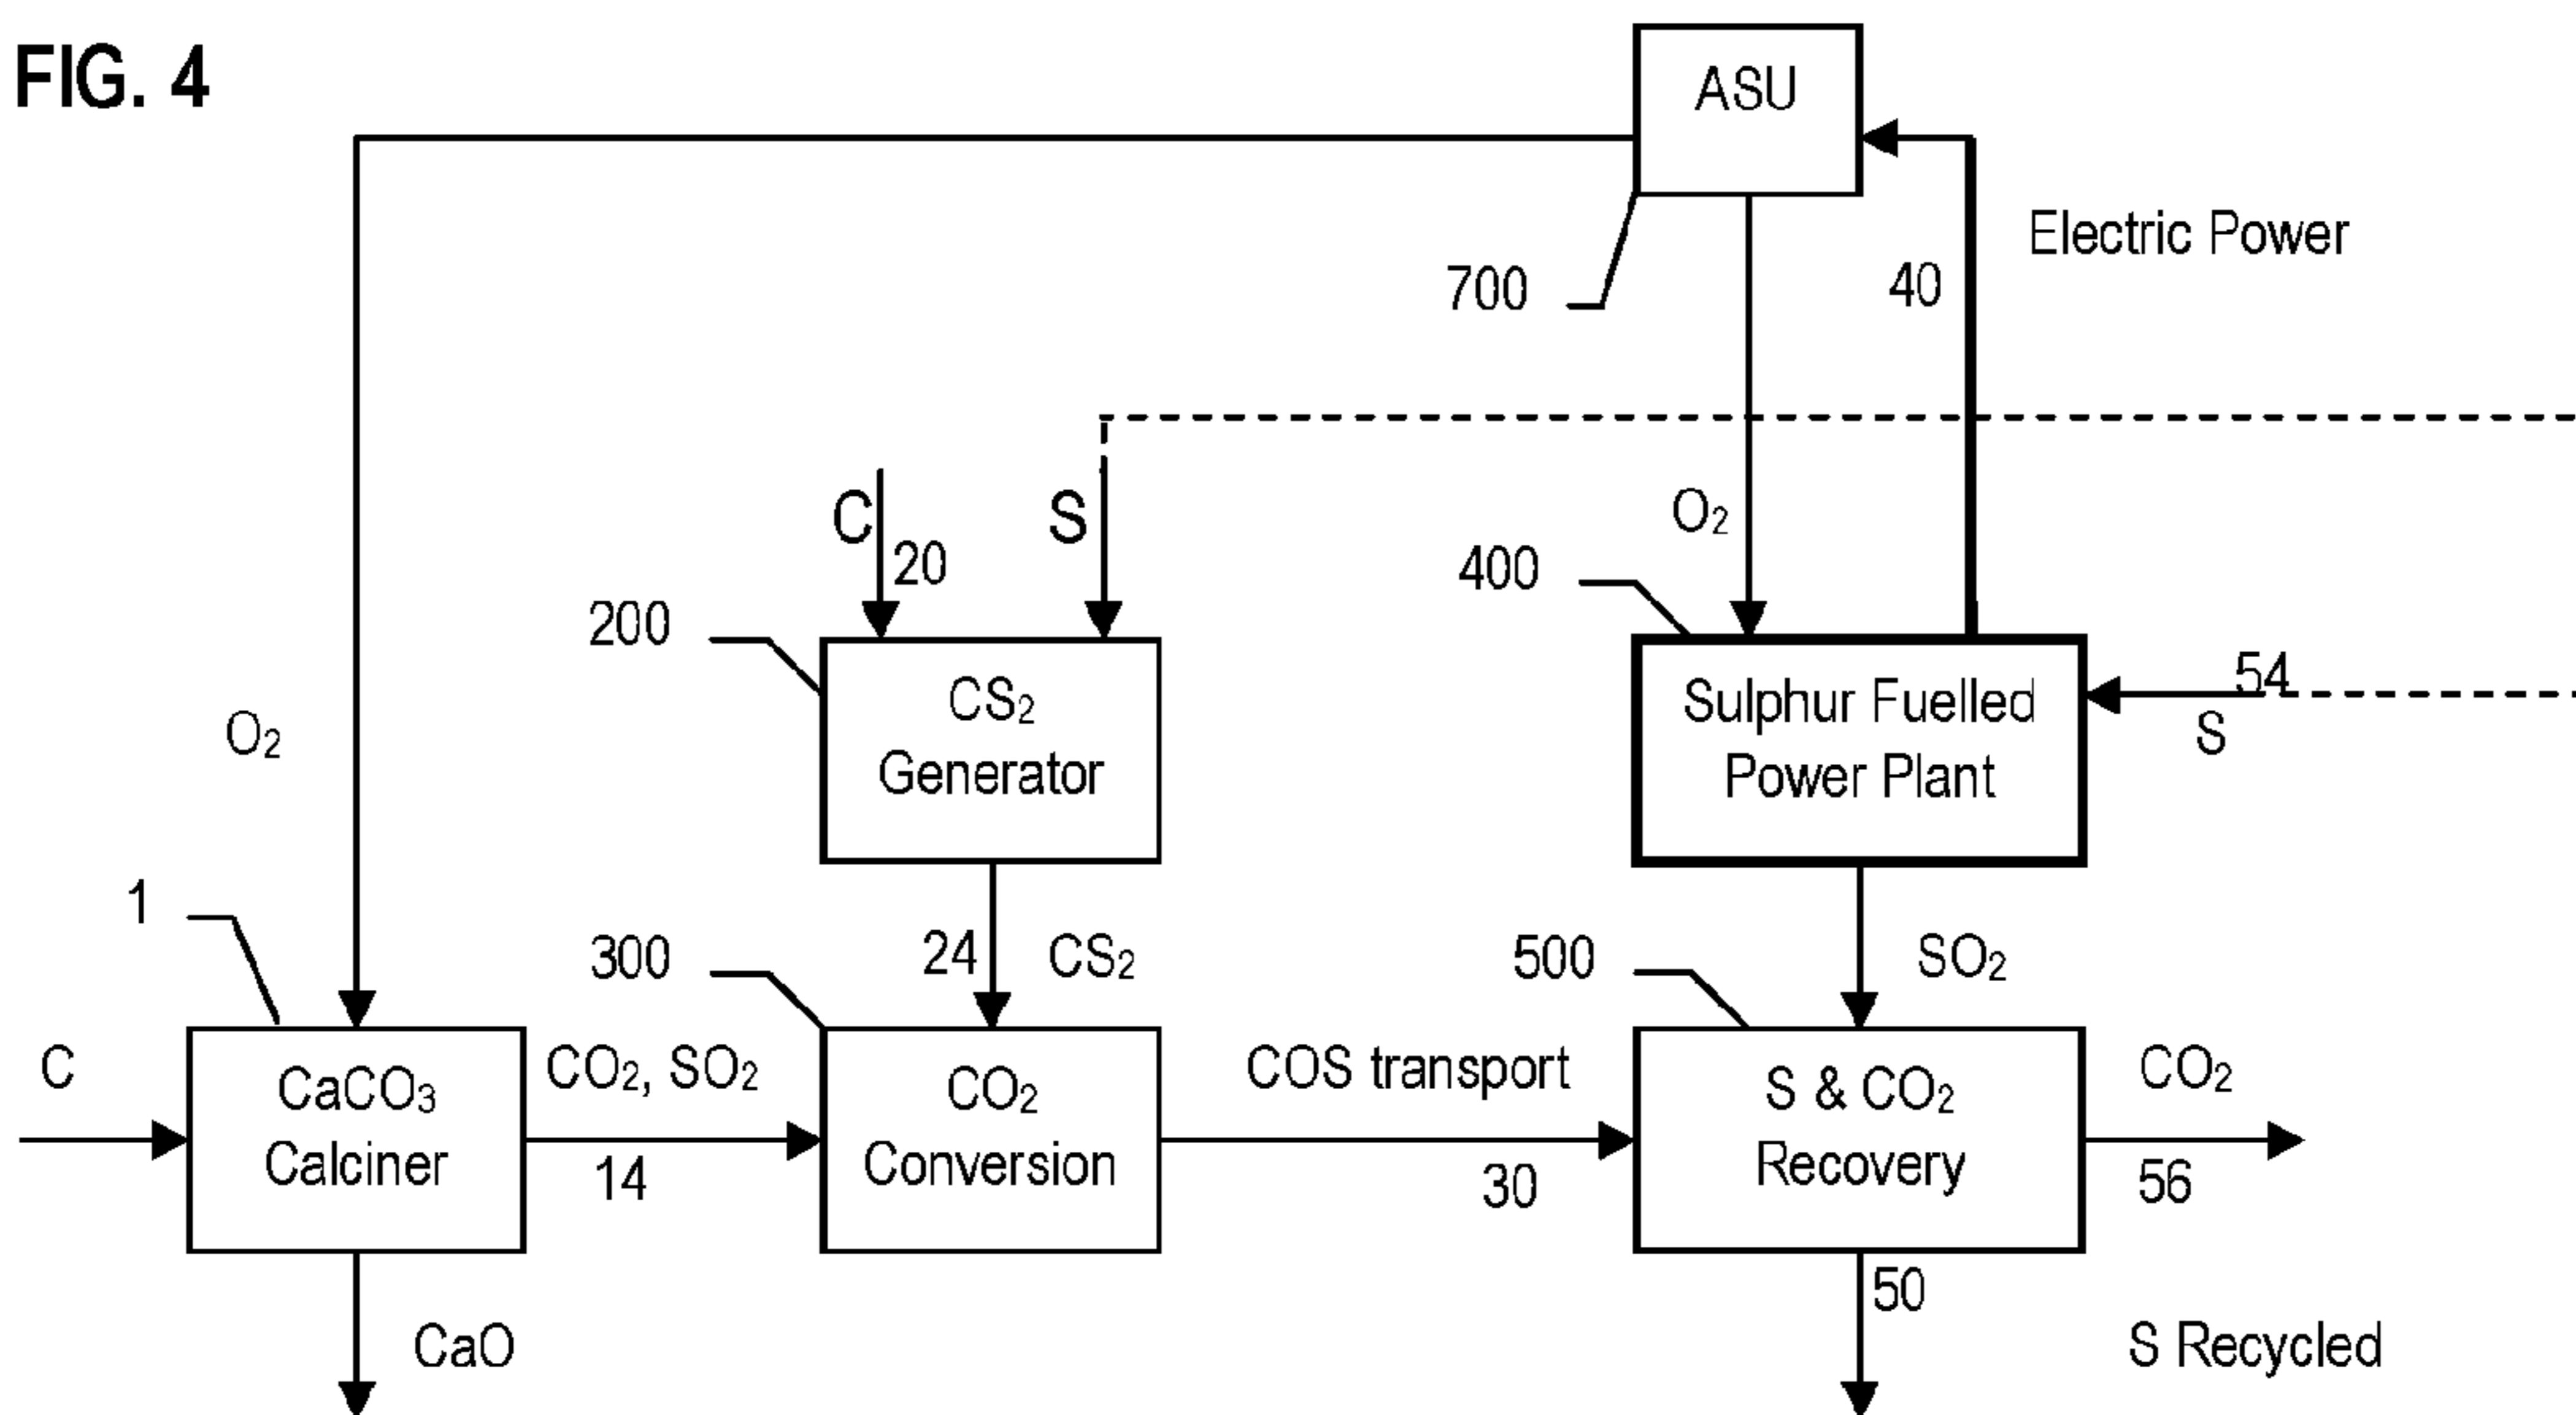 FIG. 4
ASU
Electric Power
700
40
C
S
O₂
20
400
200
54
CS₂
Generator
Sulphur Fuelled
Power Plant
S
O₂
1
300
24
CS₂
500
SO₂
C
CaCO₃
Calciner
CO₂, SO₂
14
CO₂
Conversion
COS transport
30
S & CO₂
Recovery
CO₂
56
50
CaO
S Recycled